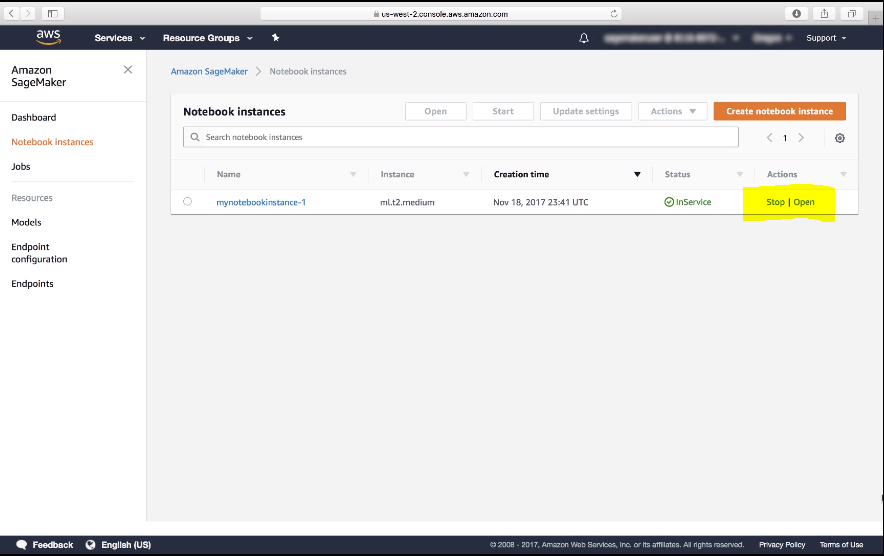 us-west-2.console.aws.amazon.com
aws Services Resource Groups Support
Amazon SageMaker
Dashboard
Notebook instances
Jobs
Resources
Models
Endpoint configuration
Endpoints
Amazon SageMaker > Notebook instances
Notebook instances Open Start Update settings Actions Create notebook instance
Search notebook instances 1
Name Instance Creation time Status Actions
mynotebookinstance-1 ml.t2.medium Nov 18, 2017 23:41 UTC InService Stop | Open
Feedback English (US) © 2008 - 2017, Amazon Web Services, Inc. or its affiliates. All rights reserved. Privacy Policy Terms of Use